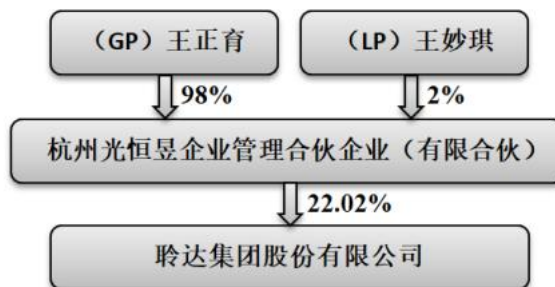 （GP）王正育
（LP）王妙琪
98%
2%
杭州光恒昱企业管理合伙企业（有限合伙）
22.02%
聆达集团股份有限公司